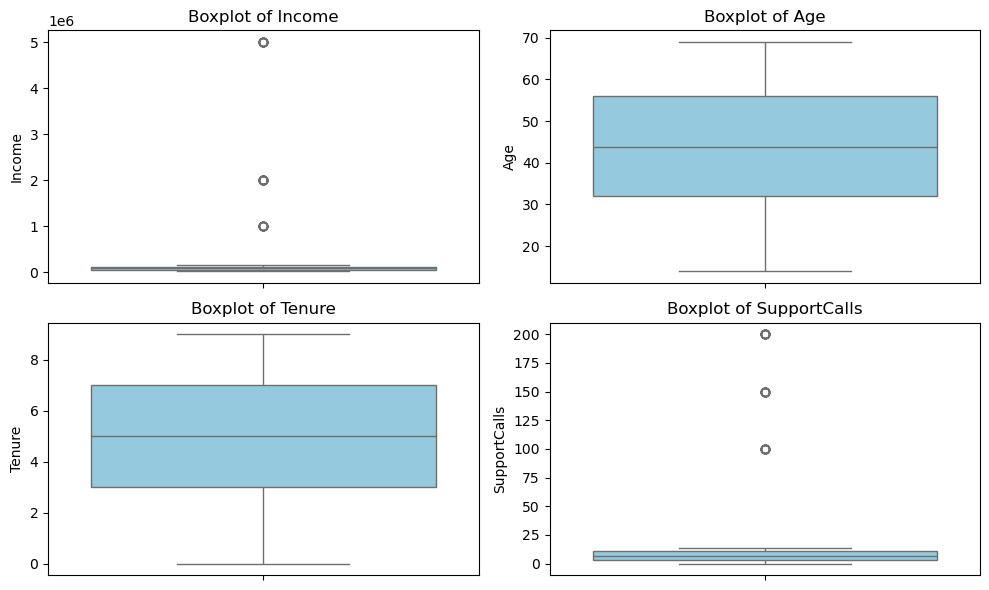 Boxplot of Income
1e6
5
4
3
2
1
0
Income
Boxplot of Age
70
60
50
40
30
20
Age
Boxplot of Tenure
8
6
4
2
0
Tenure
Boxplot of SupportCalls
200
175
150
125
100
75
50
25
0
SupportCalls